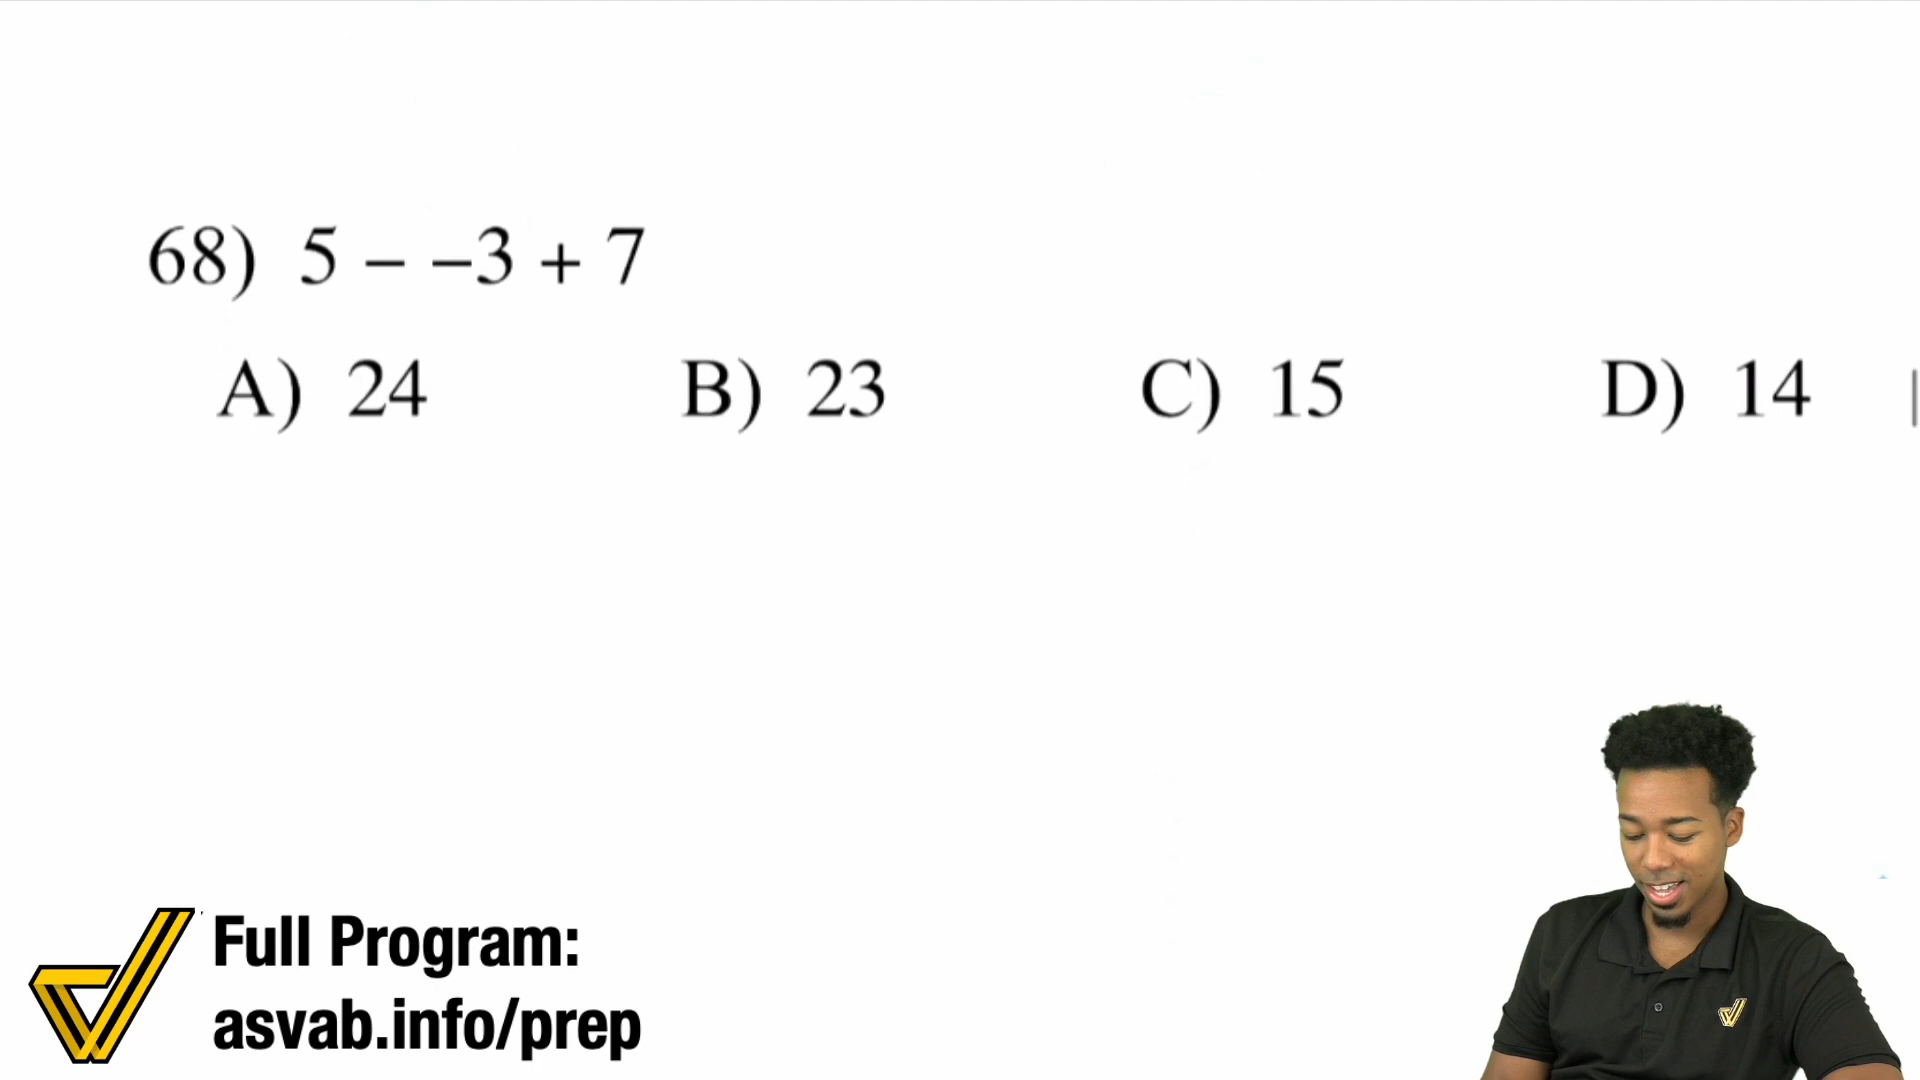 68) 5 – –3 + 7
A) 24 B) 23 C) 15 D) 14
Full Program:
asvab.info/prep